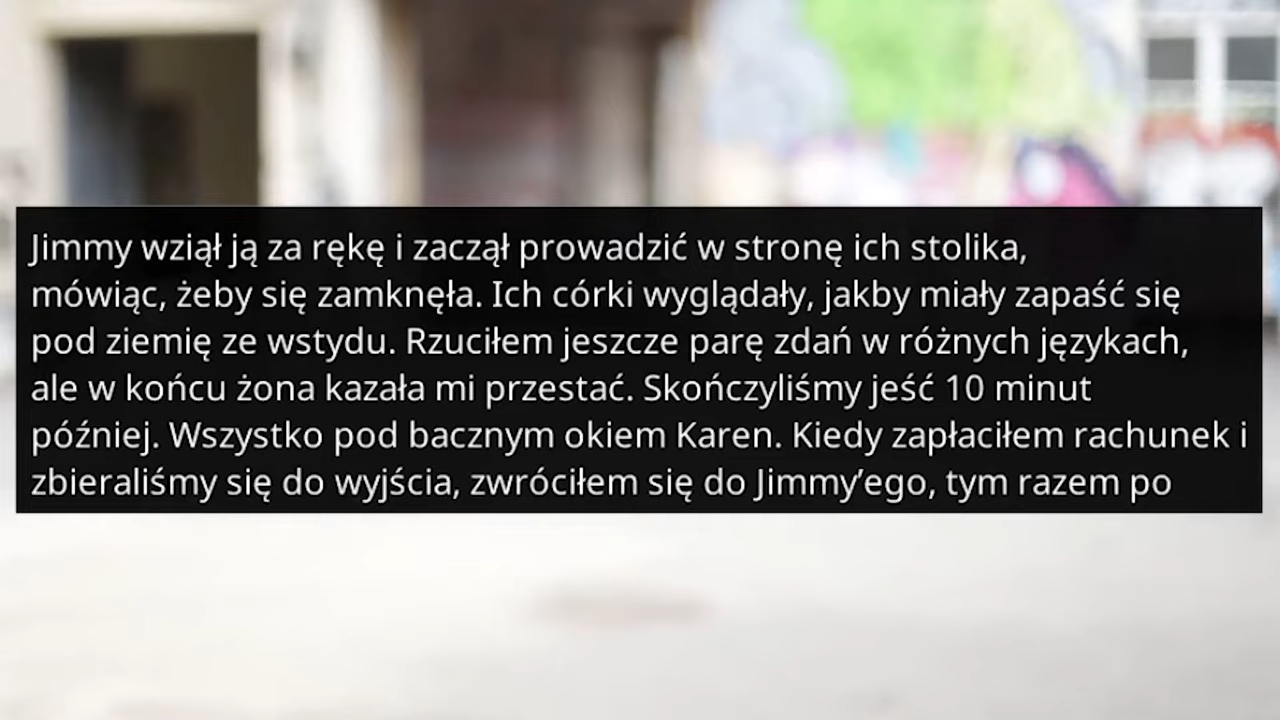 Jimmy wziął ją za rękę i zaczął prowadzić w stronę ich stolika,
mówiąc, żeby się zamknęła. Ich córki wyglądały, jakby miały zapaść się
pod ziemię ze wstydu. Rzuciłem jeszcze parę zdań w różnych językach,
ale w końcu żona kazała mi przestać. Skończyliśmy jeść 10 minut
później. Wszystko pod bacznym okiem Karen. Kiedy zapłaciłem rachunek i
zbieraliśmy się do wyjścia, zwróciłem się do Jimmy’ego, tym razem po